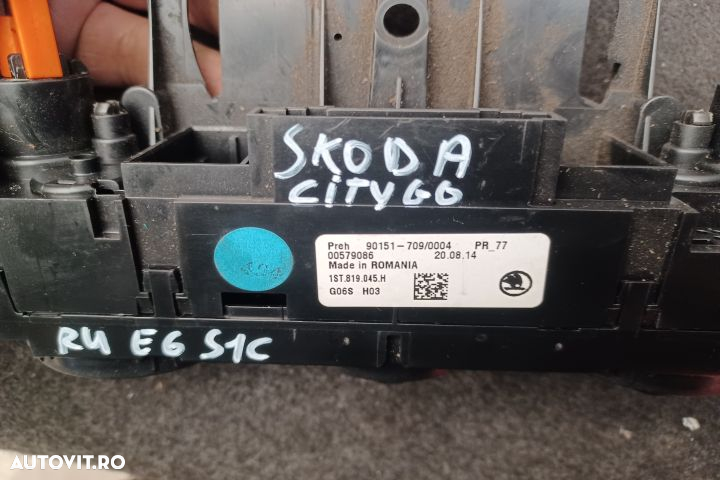 SKODA
CiTYGO
Preh 90151-709/0004 PR_77
00579086 20.08.14
Made in ROMANIA
1ST.819.045.H
G06S H03
R4 E6 S1C
AUTOVIT.RO